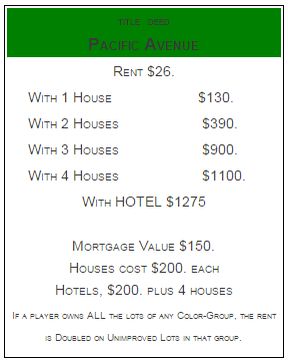 TITLE DEED
PACIFIC AVENUE
RENT $26.
WITH 1 HOUSE $130.
WITH 2 HOUSES $390.
WITH 3 HOUSES $900.
WITH 4 HOUSES $1100.
WITH HOTEL $1275
MORTGAGE VALUE $150.
HOUSES COST $200. EACH
HOTELS, $200. PLUS 4 HOUSES
IF A PLAYER OWNS ALL THE LOTS OF ANY COLOR-GROUP, THE RENT
IS DOUBLED ON UNIMPROVED LOTS IN THAT GROUP.